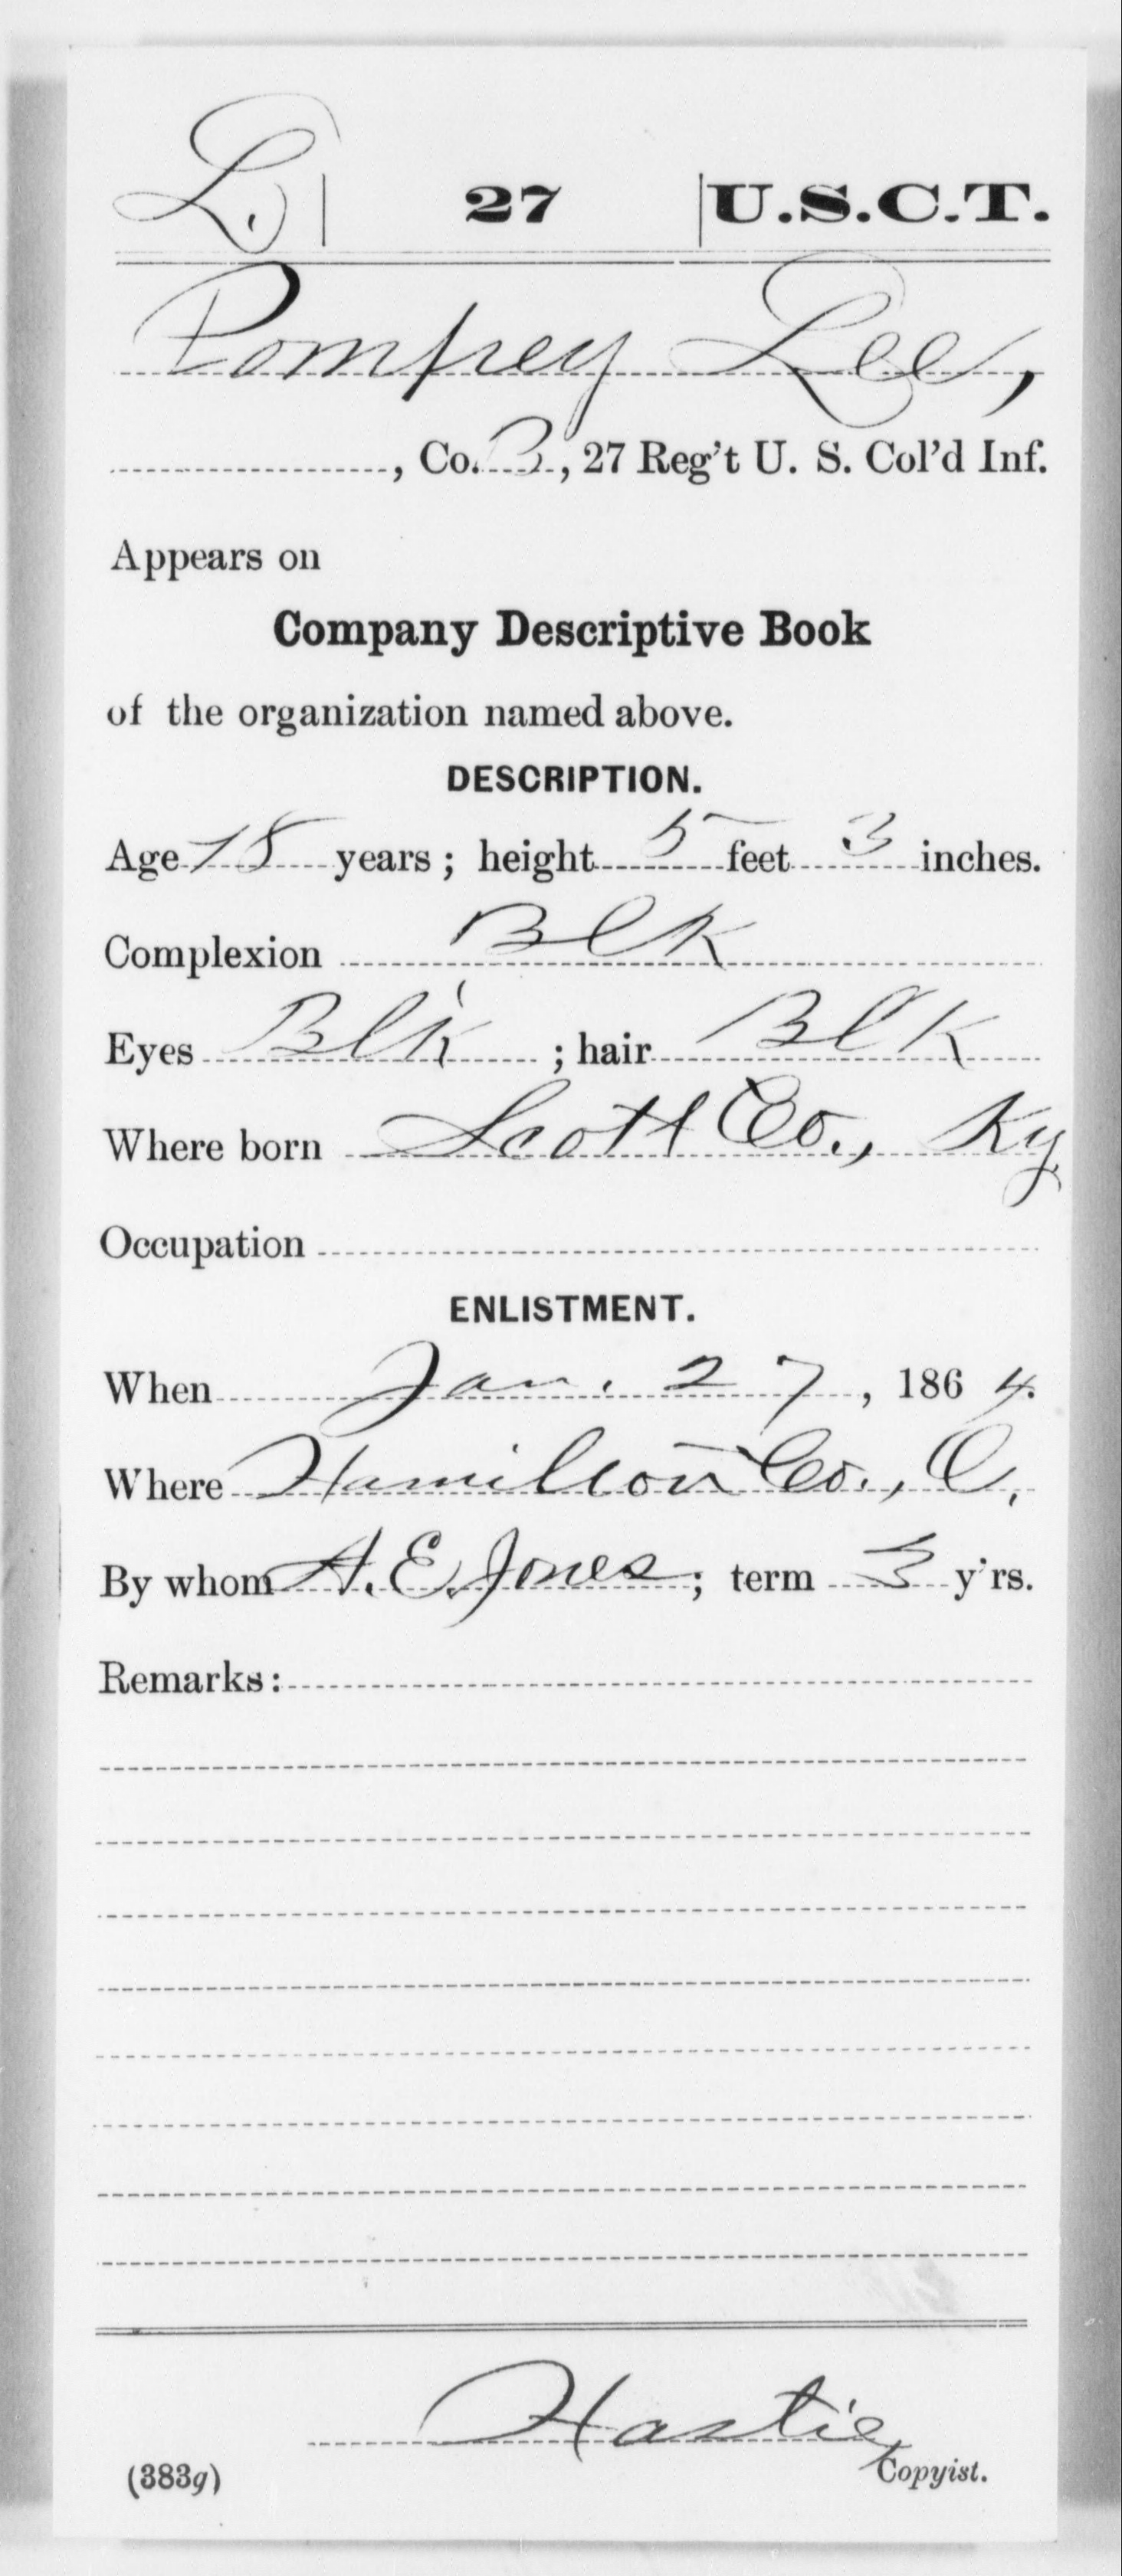 L. | 27 | U.S.C.T.
Pompey Lee,
, Co. B, 27 Reg't U. S. Col'd Inf.
Appears on
Company Descriptive Book
of the organization named above.
DESCRIPTION.
Age 18 years; height 5 feet 3 inches.
Complexion Blk
Eyes Blk; hair Blk
Where born Scott Co., Ky
Occupation
ENLISTMENT.
When Jan. 27, 1864.
Where Hamilton Co., O.
By whom A. E. Jones; term 3 y'rs.
Remarks:
Hastie
(383g) Copyist.